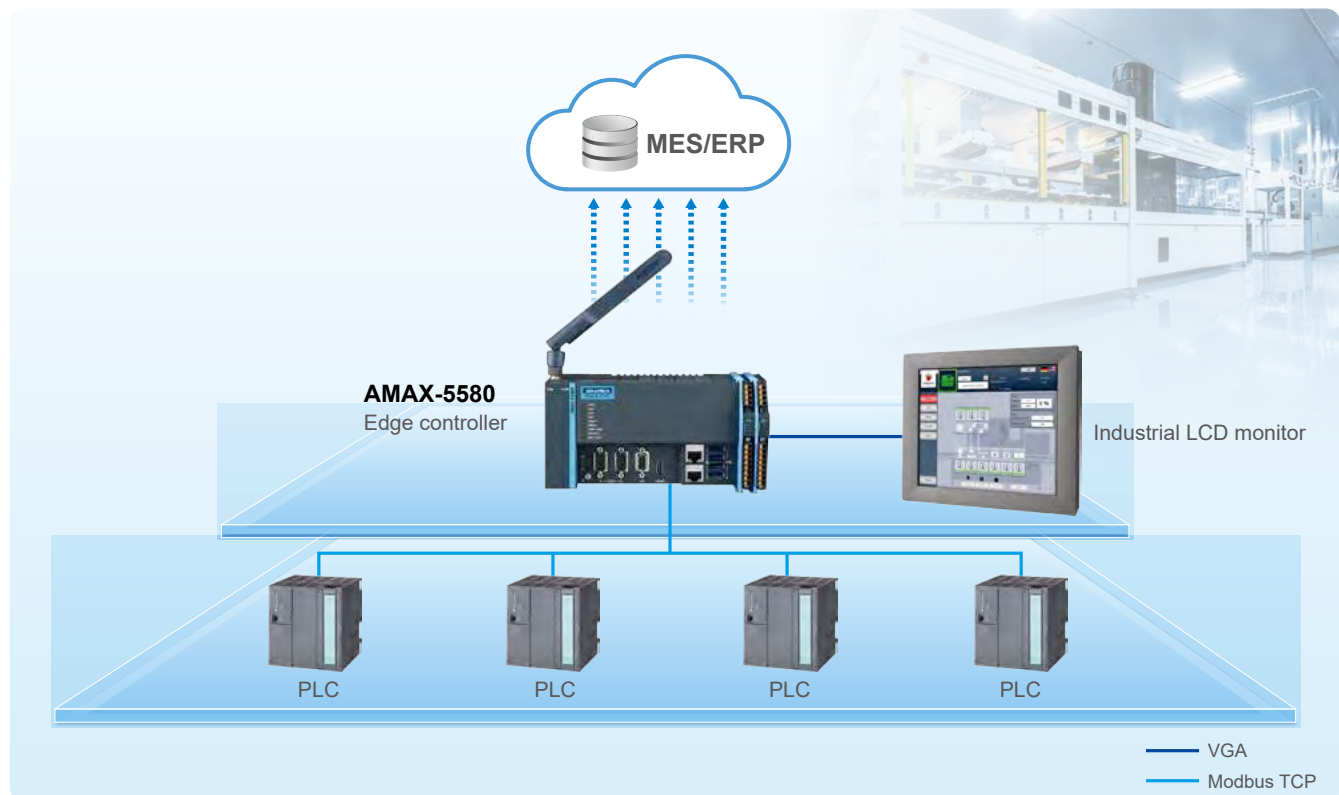 MES/ERP
AMAX-5580
Edge controller
Industrial LCD monitor
PLC
PLC
PLC
PLC
VGA
Modbus TCP